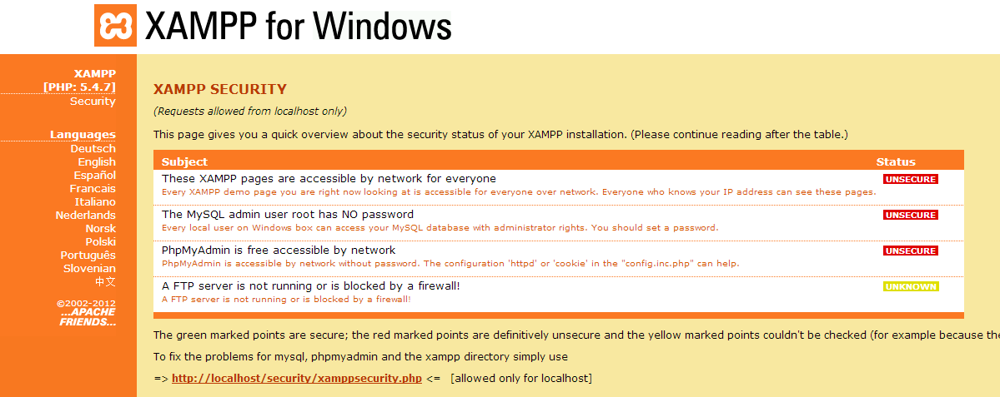 XAMPP for Windows
XAMPP
[PHP: 5.4.7]
Security
Languages
Deutsch
English
Español
Francais
Italiano
Nederlands
Norsk
Polski
Português
Slovenian
中文
©2002-2012
...APACHE
FRIENDS...
XAMPP SECURITY
(Requests allowed from localhost only)
This page gives you a quick overview about the security status of your XAMPP installation. (Please continue reading after the table.)
Subject Status
These XAMPP pages are accessible by network for everyone UNSECURE
Every XAMPP demo page you are right now looking at is accessible for everyone over network. Everyone who knows your IP address can see these pages.
The MySQL admin user root has NO password UNSECURE
Every local user on Windows box can access your MySQL database with administrator rights. You should set a password.
PhpMyAdmin is free accessible by network UNSECURE
PhpMyAdmin is accessible by network without password. The configuration 'httpd' or 'cookie' in the "config.inc.php" can help.
A FTP server is not running or is blocked by a firewall! UNKNOWN
A FTP server is not running or is blocked by a firewall!
The green marked points are secure; the red marked points are definitively unsecure and the yellow marked points couldn't be checked (for example because the
To fix the problems for mysql, phpmyadmin and the xampp directory simply use
=> http://localhost/security/xamppsecurity.php <= [allowed only for localhost]